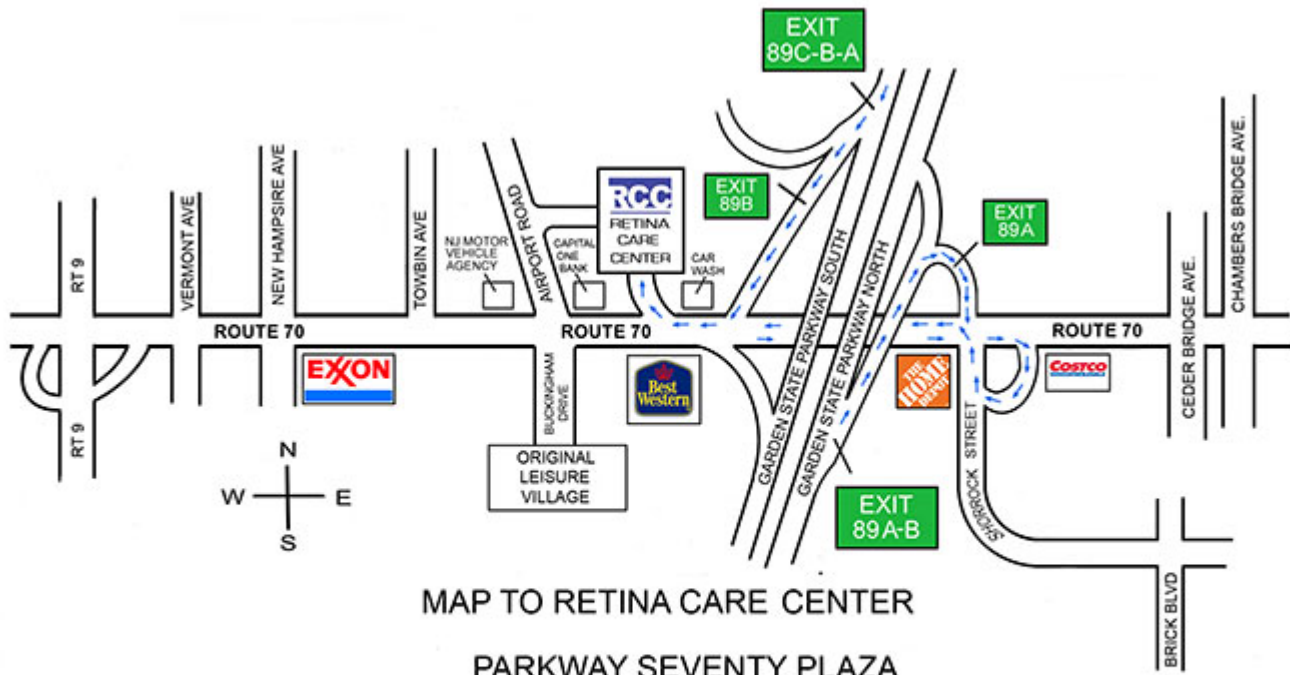 EXIT
89C-B-A
EXIT
89B
EXIT
89A
RT 9
VERMONT AVE
NEW HAMPSIRE AVE
TOWBIN AVE
AIRPORT ROAD
NJ MOTOR
VEHICLE
AGENCY
CAPITAL
ONE
BANK
RCC
RETINA
CARE
CENTER
CAR
WASH
GARDEN STATE PARKWAY SOUTH
GARDEN STATE PARKWAY NORTH
CEDER BRIDGE AVE.
CHAMBERS BRIDGE AVE.
ROUTE 70
ROUTE 70
ROUTE 70
RT 9
EXXON
BUCKINGHAM
DRIVE
Best
Western
THE
HOME
DEPOT
COSTCO
SHORROCK STREET
ORIGINAL
LEISURE
VILLAGE
N
W E
S
EXIT
89A-B
BRICK BLVD
MAP TO RETINA CARE CENTER
PARKWAY SEVENTY PLAZA